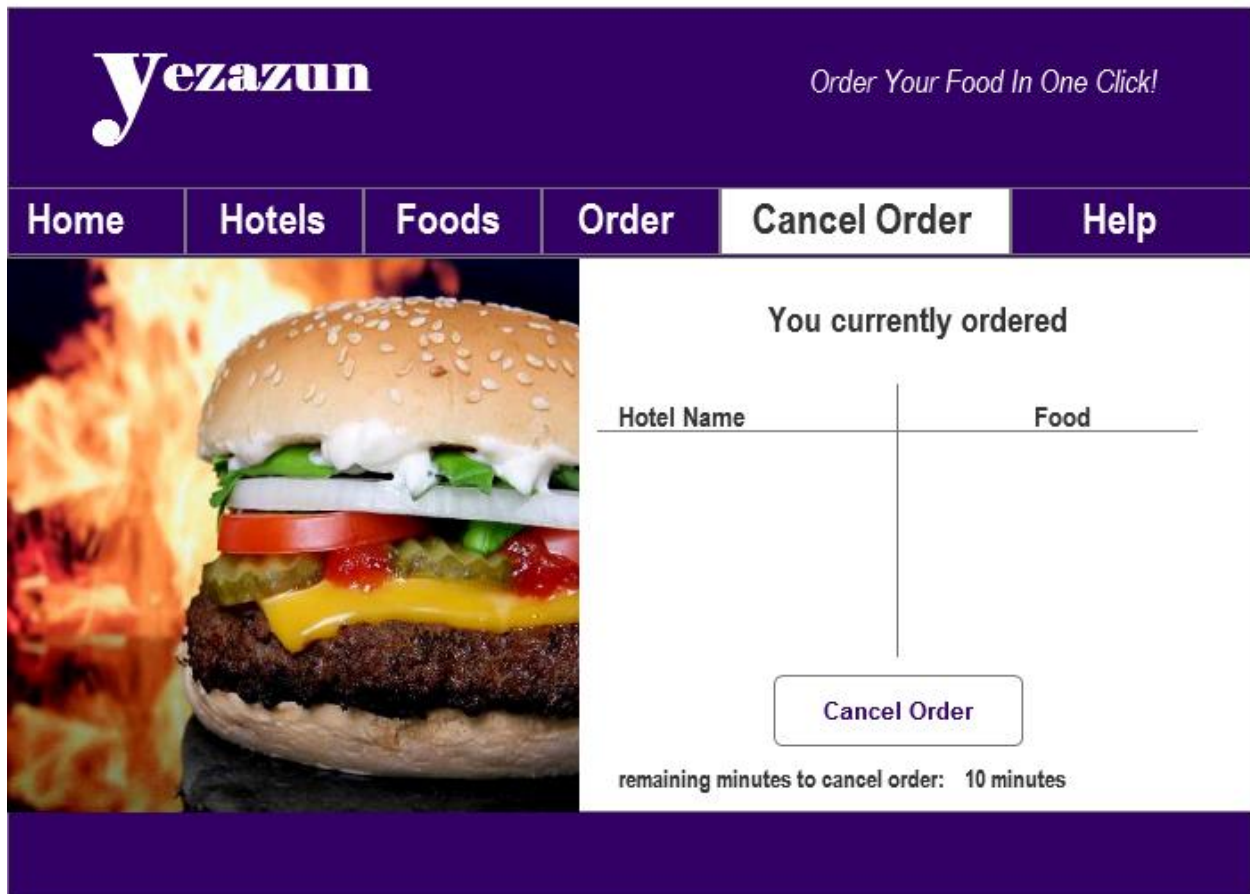 yezazun
Order Your Food In One Click!
Home Hotels Foods Order Cancel Order Help
You currently ordered
Hotel Name Food
Cancel Order
remaining minutes to cancel order: 10 minutes